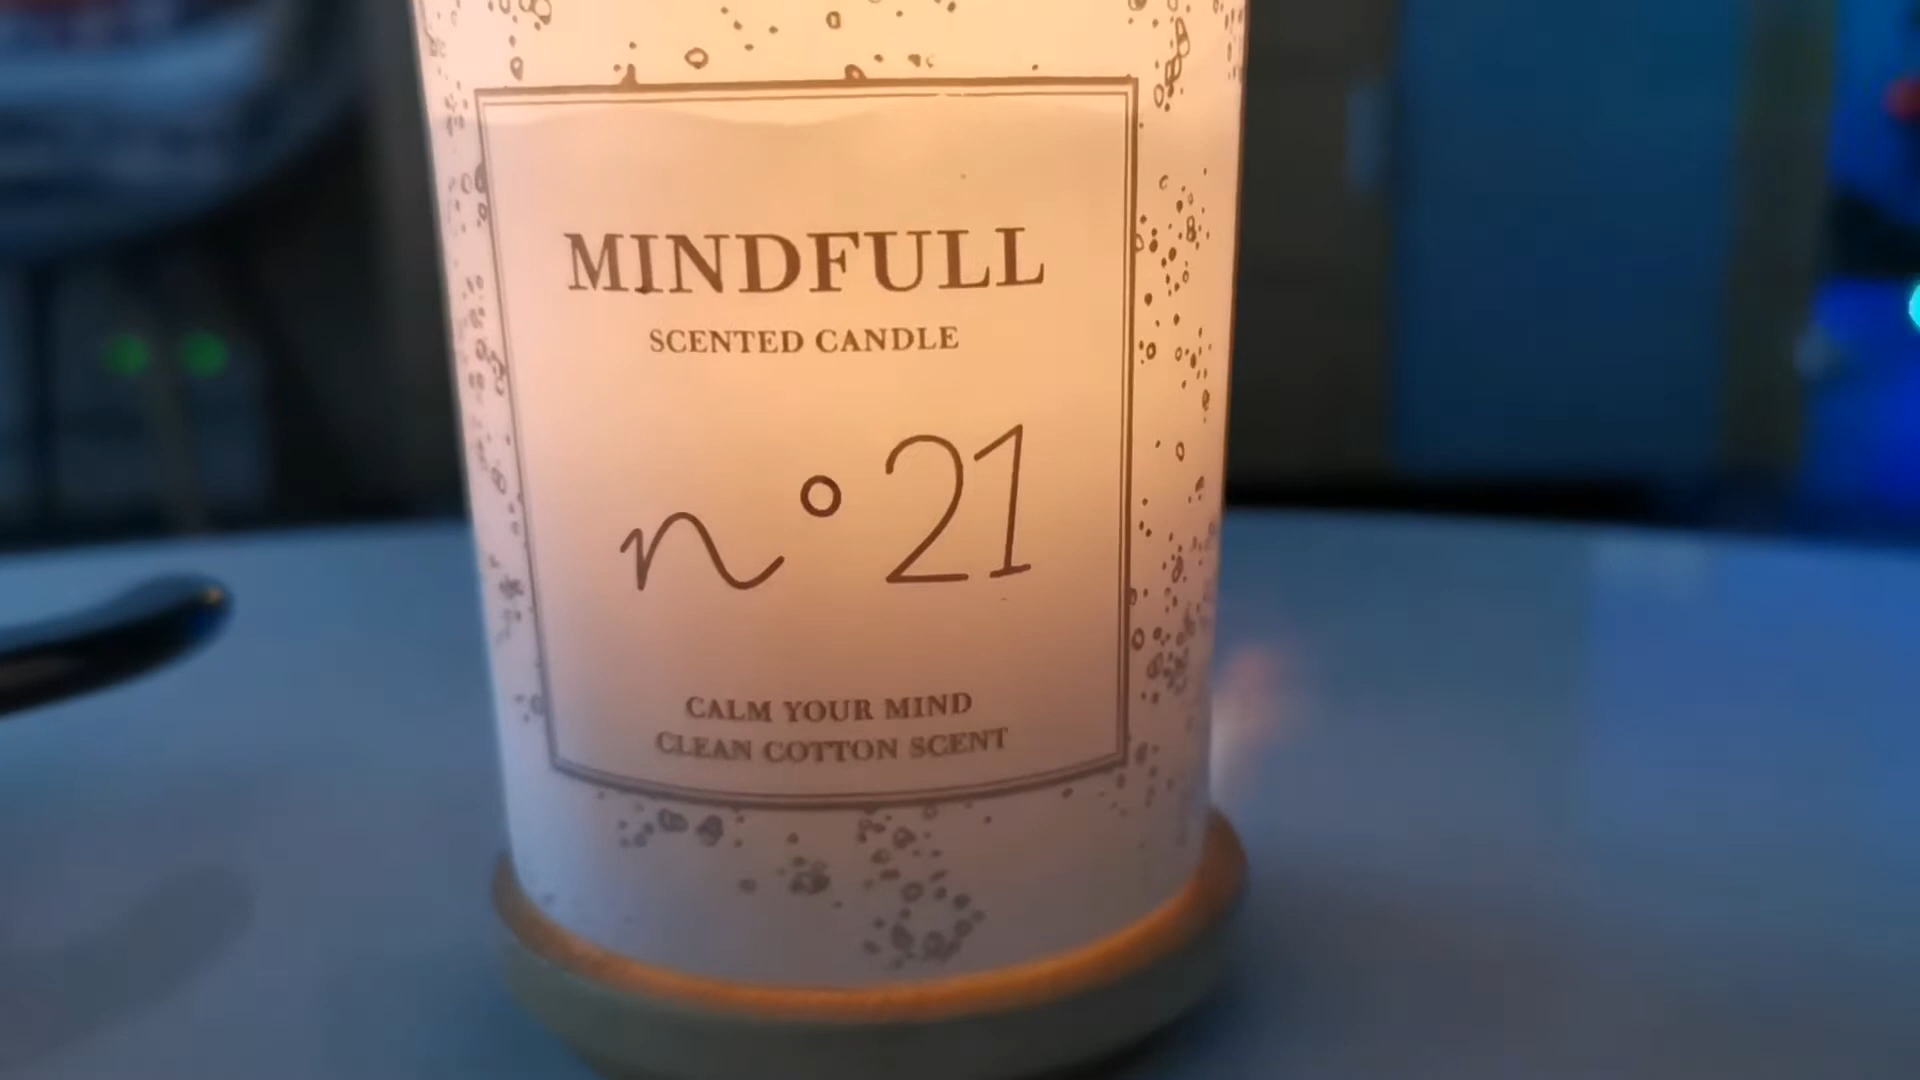 MINDFULL
SCENTED CANDLE
n°21
CALM YOUR MIND
CLEAN COTTON SCENT